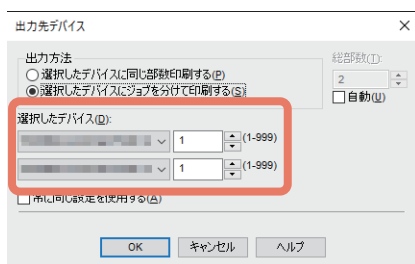 出力先デバイス
出力方法
選択したデバイスに同じ部数印刷する(P)
選択したデバイスにジョブを分けて印刷する(S)
総部数(T):
2
自動(U)
選択したデバイス(D):
1 (1-999)
1 (1-999)
常に同じ設定を使用する(A)
OK キャンセル ヘルプ